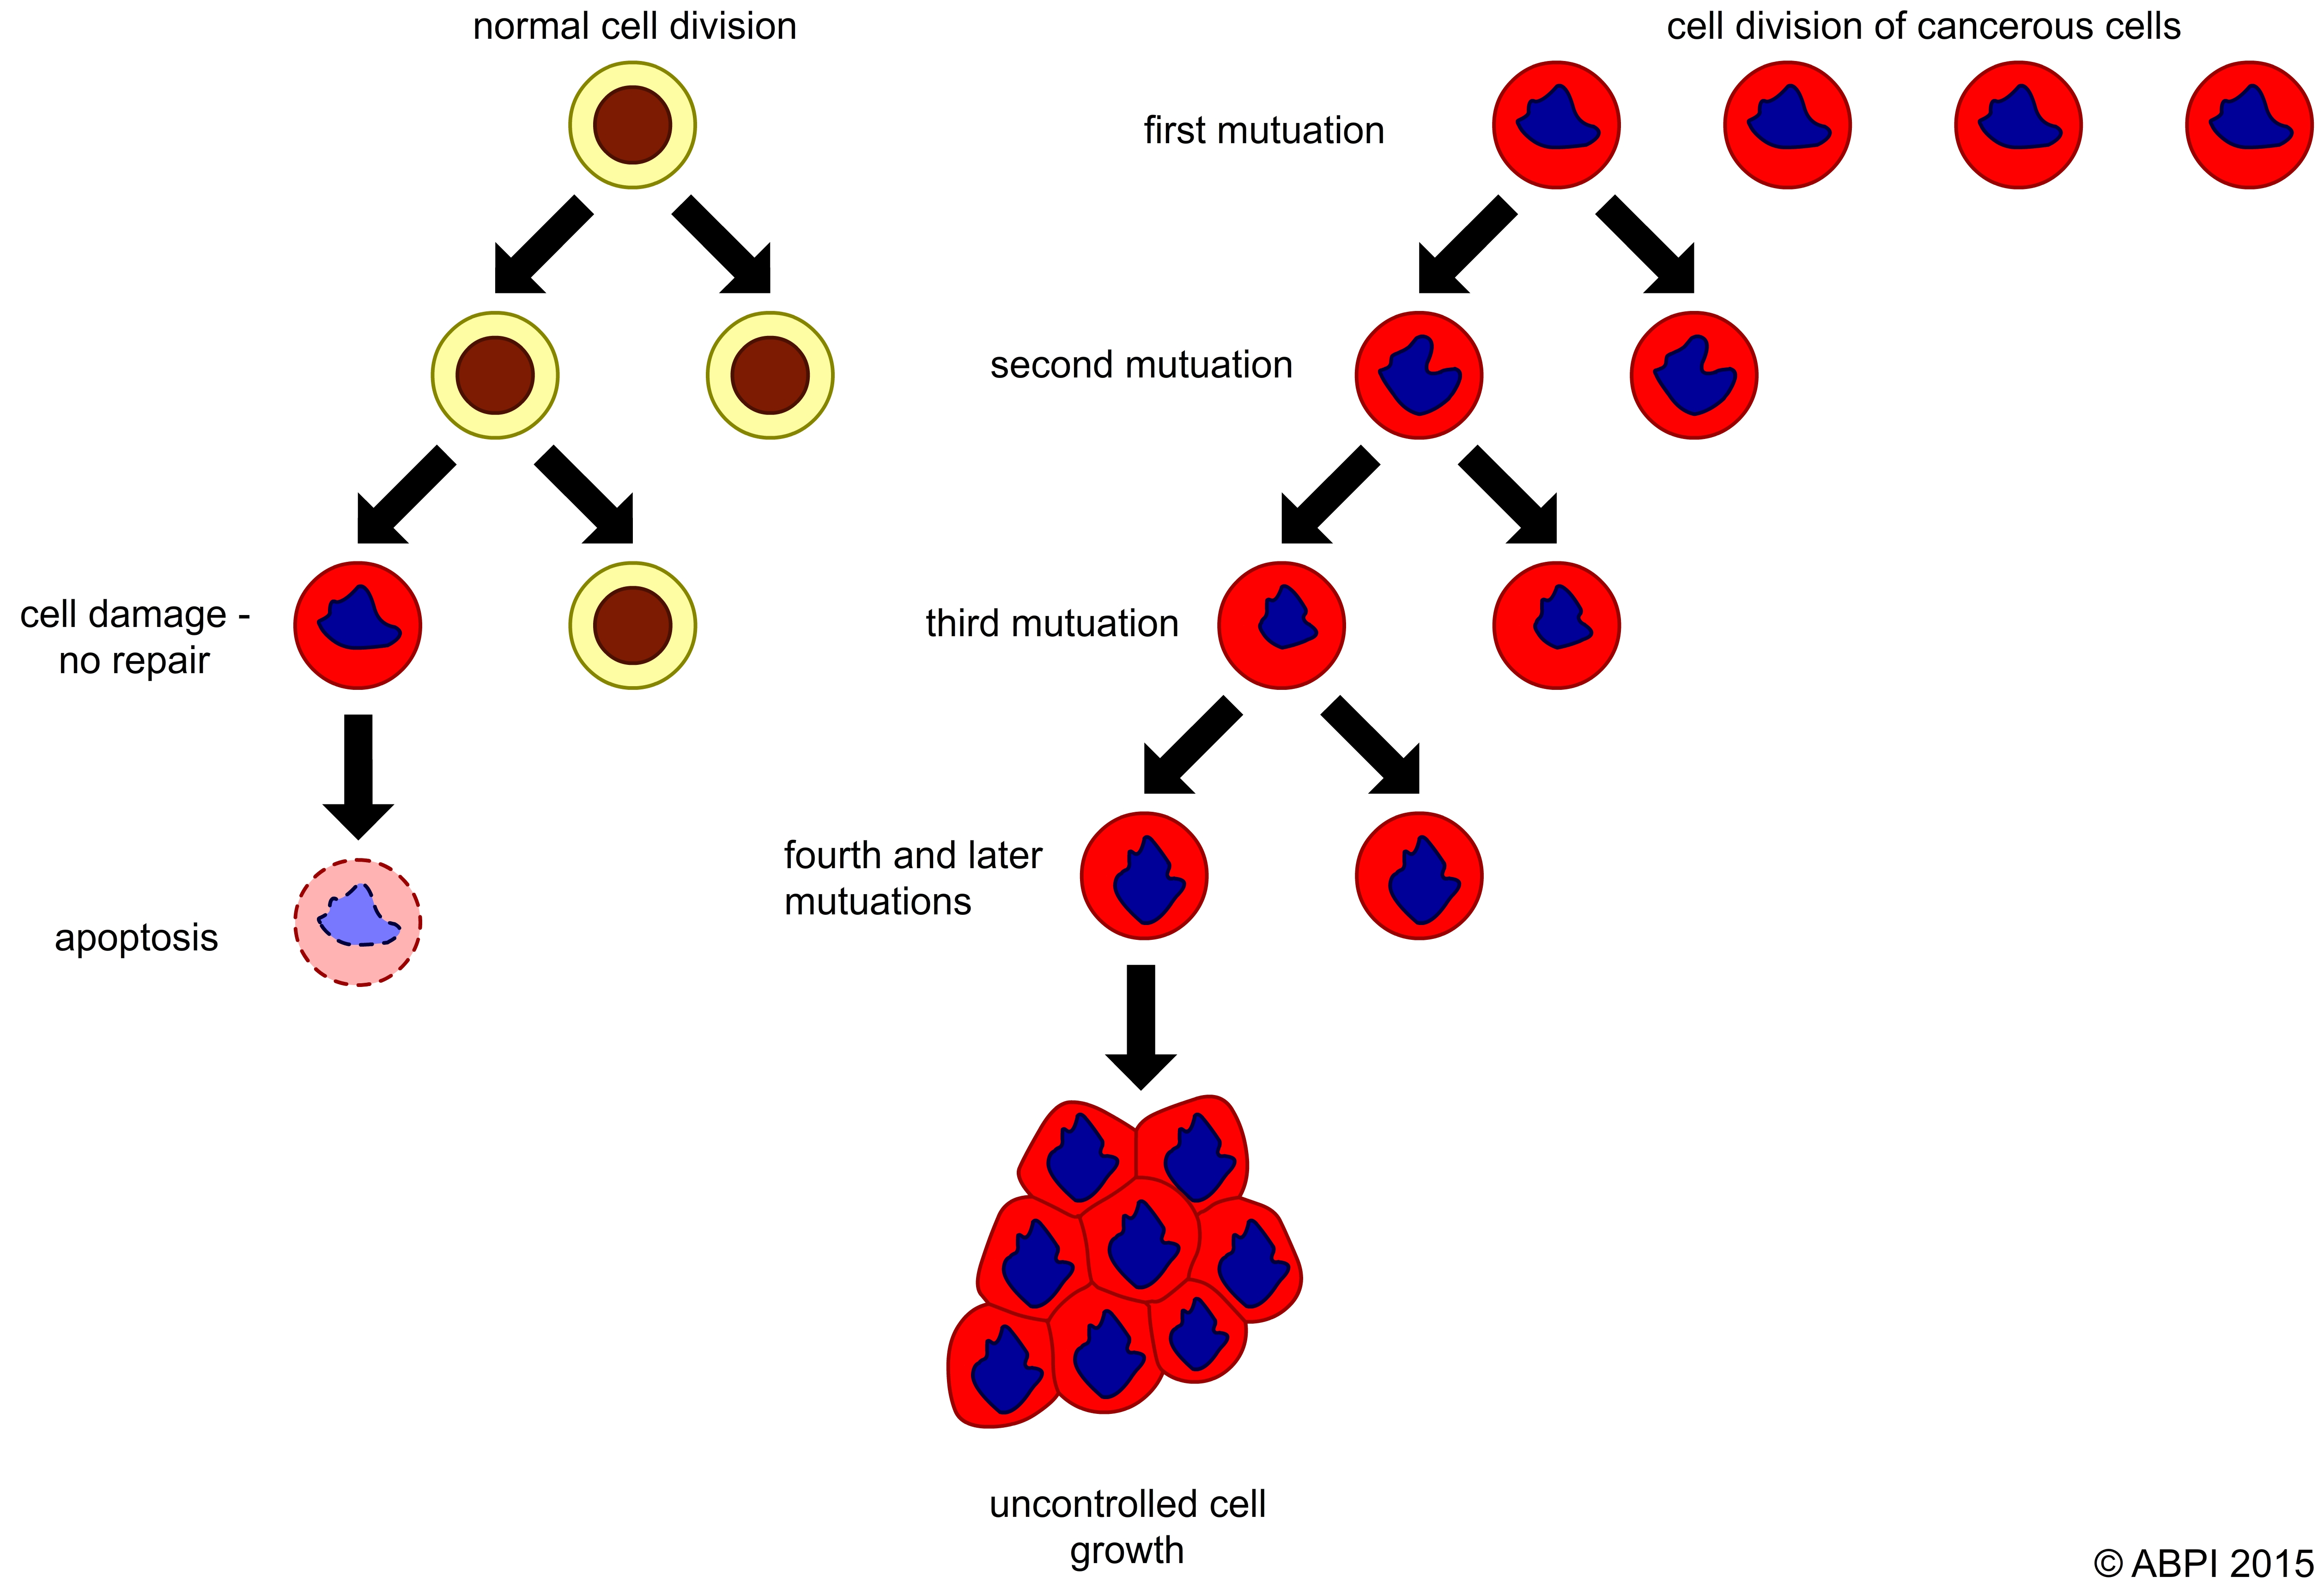 normal cell division
cell division of cancerous cells
first mutuation
second mutuation
cell damage -
no repair
third mutuation
fourth and later
mutuations
apoptosis
uncontrolled cell
growth
© ABPI 2015